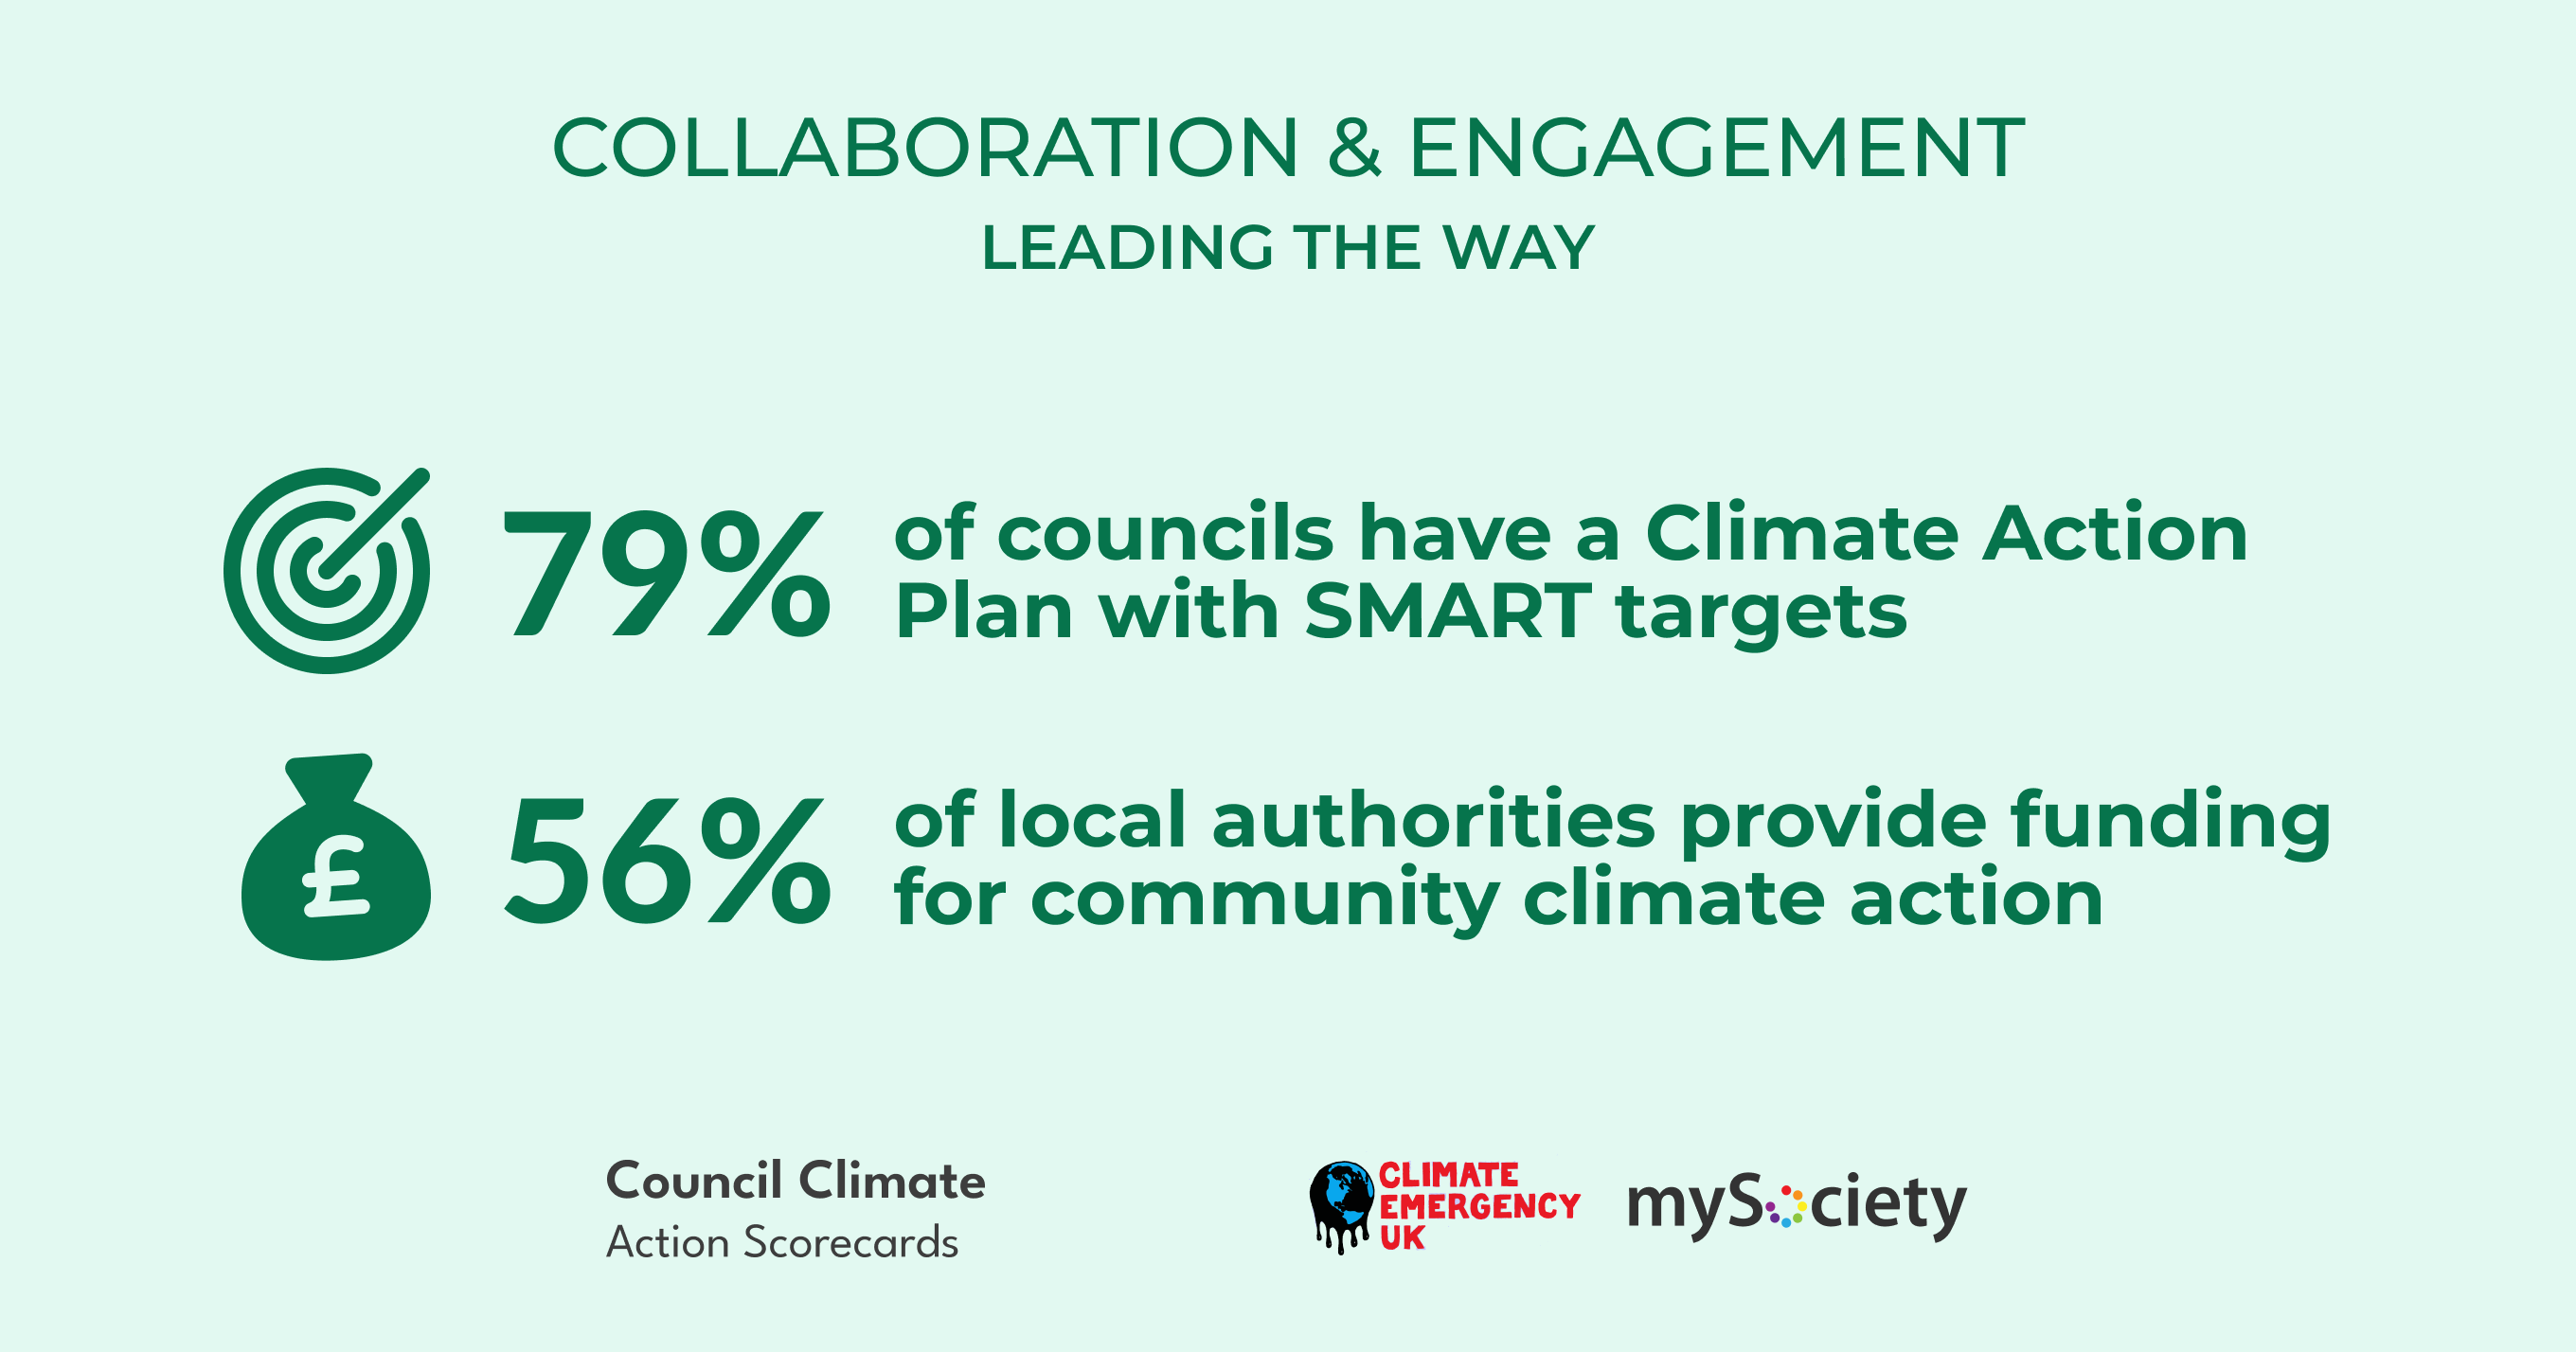 COLLABORATION & ENGAGEMENT
LEADING THE WAY
79% of councils have a Climate Action
Plan with SMART targets
£
56% of local authorities provide funding
for community climate action
Council Climate
Action Scorecards
CLIMATE
EMERGENCY
UK
mySociety